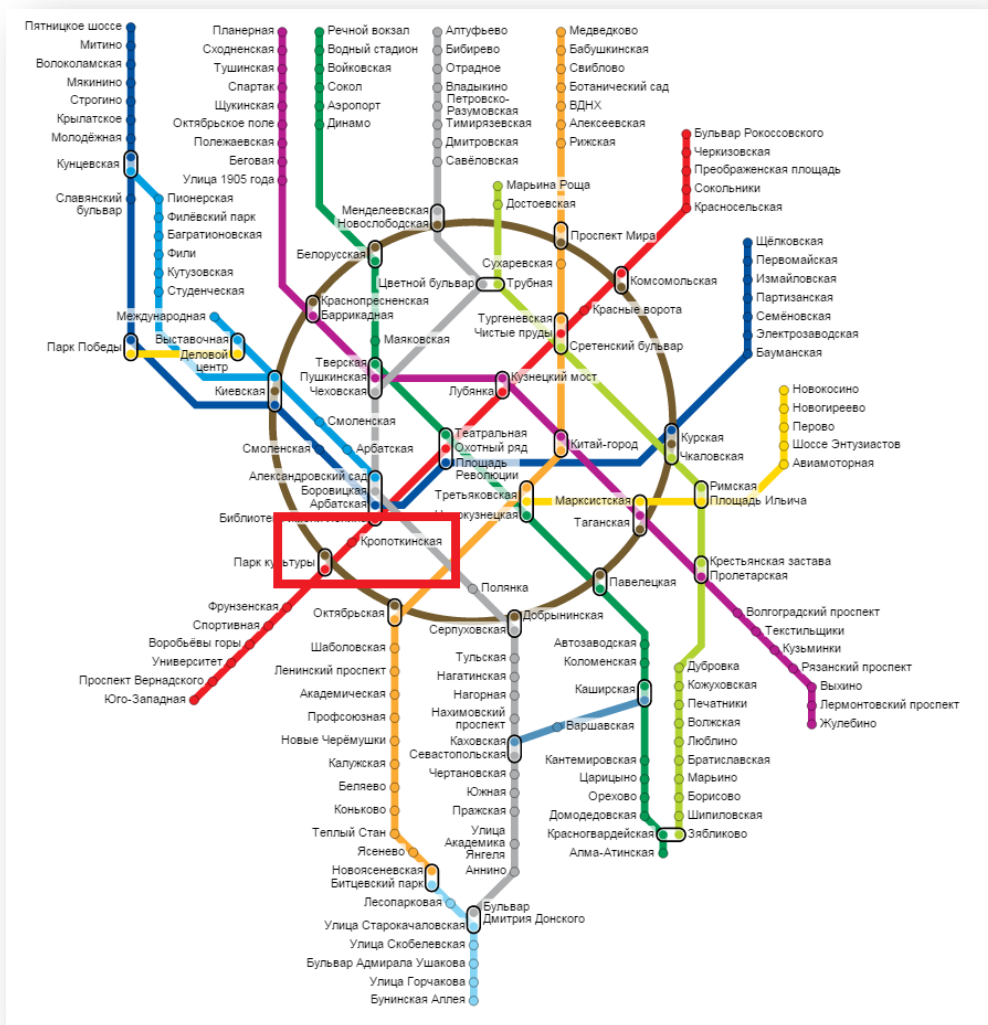 Пятницкое шоссе
Митино
Волоколамская
Мякинино
Строгино
Крылатское
Молодёжная
Кунцевская
Славянский
бульвар
Пионерская
Филёвский парк
Багратионовская
Фили
Кутузовская
Студенческая
Международная
Выставочная
Деловой
центр
Парк Победы
Киевская
Смоленская
Смоленская
Арбатская
Александровский сад
Боровицкая
Арбатская
Планерная
Сходненская
Тушинская
Спартак
Щукинская
Октябрьское поле
Полежаевская
Беговая
Улица 1905 года
Краснопресненская
Баррикадная
Речной вокзал
Водный стадион
Войковская
Сокол
Аэропорт
Динамо
Белорусская
Маяковская
Тверская
Пушкинская
Чеховская
Алтуфьево
Бибирево
Отрадное
Владыкино
Петровско-
Разумовская
Тимирязевская
Дмитровская
Савёловская
Менделеевская
Новослободская
Цветной бульвар
Трубная
Марьина Роща
Достоевская
Медведково
Бабушкинская
Свиблово
Ботанический сад
ВДНХ
Алексеевская
Рижская
Проспект Мира
Сухаревская
Тургеневская
Чистые пруды
Сретенский бульвар
Бульвар Рокоссовского
Черкизовская
Преображенская площадь
Сокольники
Красносельская
Комсомольская
Красные ворота
Кузнецкий мост
Лубянка
Щёлковская
Первомайская
Измайловская
Партизанская
Семёновская
Электрозаводская
Бауманская
Курская
Чкаловская
Новокосино
Новогиреево
Перово
Шоссе Энтузиастов
Авиамоторная
Римская
Площадь Ильича
Марксистская
Таганская
Театральная
Охотный ряд
Площадь
Революции
Китай-город
Третьяковская
Кропоткинская
Парк культуры
Фрунзенская
Спортивная
Воробьёвы горы
Университет
Проспект Вернадского
Юго-Западная
Полянка
Павелецкая
Крестьянская застава
Пролетарская
Волгоградский проспект
Текстильщики
Кузьминки
Рязанский проспект
Выхино
Лермонтовский проспект
Жулебино
Октябрьская
Шаболовская
Ленинский проспект
Академическая
Профсоюзная
Новые Черёмушки
Калужская
Беляево
Коньково
Теплый Стан
Ясенево
Новоясеневская
Битцевский парк
Лесопарковая
Добрынинская
Серпуховская
Тульская
Нагатинская
Нагорная
Нахимовский
проспект
Каховская
Севастопольская
Чертановская
Южная
Пражская
Улица
Академика
Янгеля
Аннино
Бульвар
Дмитрия Донского
Улица Старокачаловская
Улица Скобелевская
Бульвар Адмирала Ушакова
Улица Горчакова
Бунинская Аллея
Автозаводская
Коломенская
Каширская
Варшавская
Кантемировская
Царицыно
Орехово
Домодедовская
Красногвардейская
Алма-Атинская
Дубровка
Кожуховская
Печатники
Волжская
Люблино
Братиславская
Марьино
Борисово
Шипиловская
Зябликово